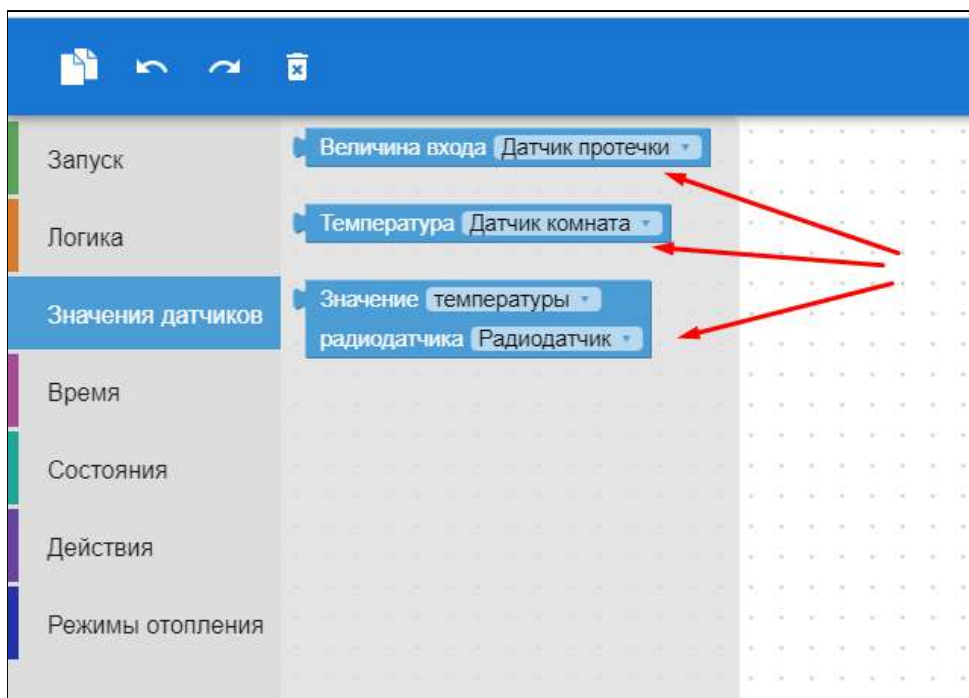 Запуск
Логика
Значения датчиков
Время
Состояния
Действия
Режимы отопления
Величина входа Датчик протечки
Температура Датчик комната
Значение температуры
радиодатчика Радиодатчик